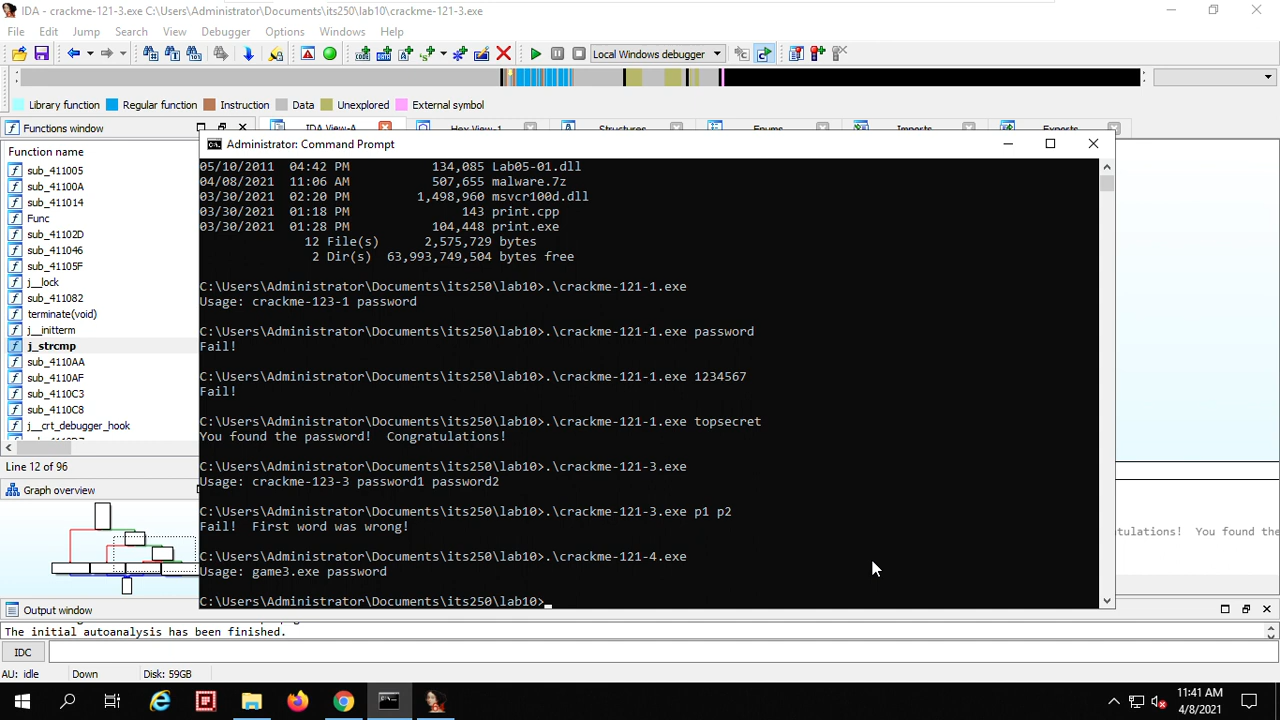 IDA - crackme-121-3.exe C:\Users\Administrator\Documents\its250\lab10\crackme-121-3.exe
File Edit Jump Search View Debugger Options Windows Help
Local Windows debugger
Library function Regular function Instruction Data Unexplored External symbol
Functions window IDA View-A Hex View-1 Structures Enums Imports Exports
Function name
sub_411005
sub_41100A
sub_411014
Func
sub_41102D
sub_411046
sub_41105F
j__lock
sub_411082
terminate(void)
j__initterm
j_strcmp
sub_4110AA
sub_4110AF
sub_4110C3
sub_4110C8
j__crt_debugger_hook
Line 12 of 96
Graph overview
Administrator: Command Prompt
05/10/2011 04:42 PM 134,085 Lab05-01.dll
04/08/2021 11:06 AM 507,655 malware.7z
03/30/2021 02:20 PM 1,498,960 msvcr100d.dll
03/30/2021 01:18 PM 143 print.cpp
03/30/2021 01:28 PM 104,448 print.exe
12 File(s) 2,575,729 bytes
2 Dir(s) 63,993,749,504 bytes free
C:\Users\Administrator\Documents\its250\lab10>.\crackme-121-1.exe
Usage: crackme-123-1 password
C:\Users\Administrator\Documents\its250\lab10>.\crackme-121-1.exe password
Fail!
C:\Users\Administrator\Documents\its250\lab10>.\crackme-121-1.exe 1234567
Fail!
C:\Users\Administrator\Documents\its250\lab10>.\crackme-121-1.exe topsecret
You found the password! Congratulations!
C:\Users\Administrator\Documents\its250\lab10>.\crackme-121-3.exe
Usage: crackme-123-3 password1 password2
C:\Users\Administrator\Documents\its250\lab10>.\crackme-121-3.exe p1 p2
Fail! First word was wrong!
C:\Users\Administrator\Documents\its250\lab10>.\crackme-121-4.exe
Usage: game3.exe password
C:\Users\Administrator\Documents\its250\lab10>
tulations! You found the
Output window
The initial autoanalysis has been finished.
IDC
AU: idle Down Disk: 59GB
11:41 AM
4/8/2021